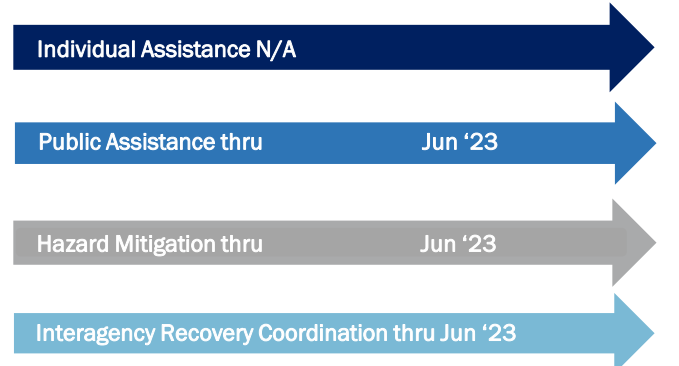 Individual Assistance N/A
Public Assistance thru Jun ‘23
Hazard Mitigation thru Jun ‘23
Interagency Recovery Coordination thru Jun ‘23